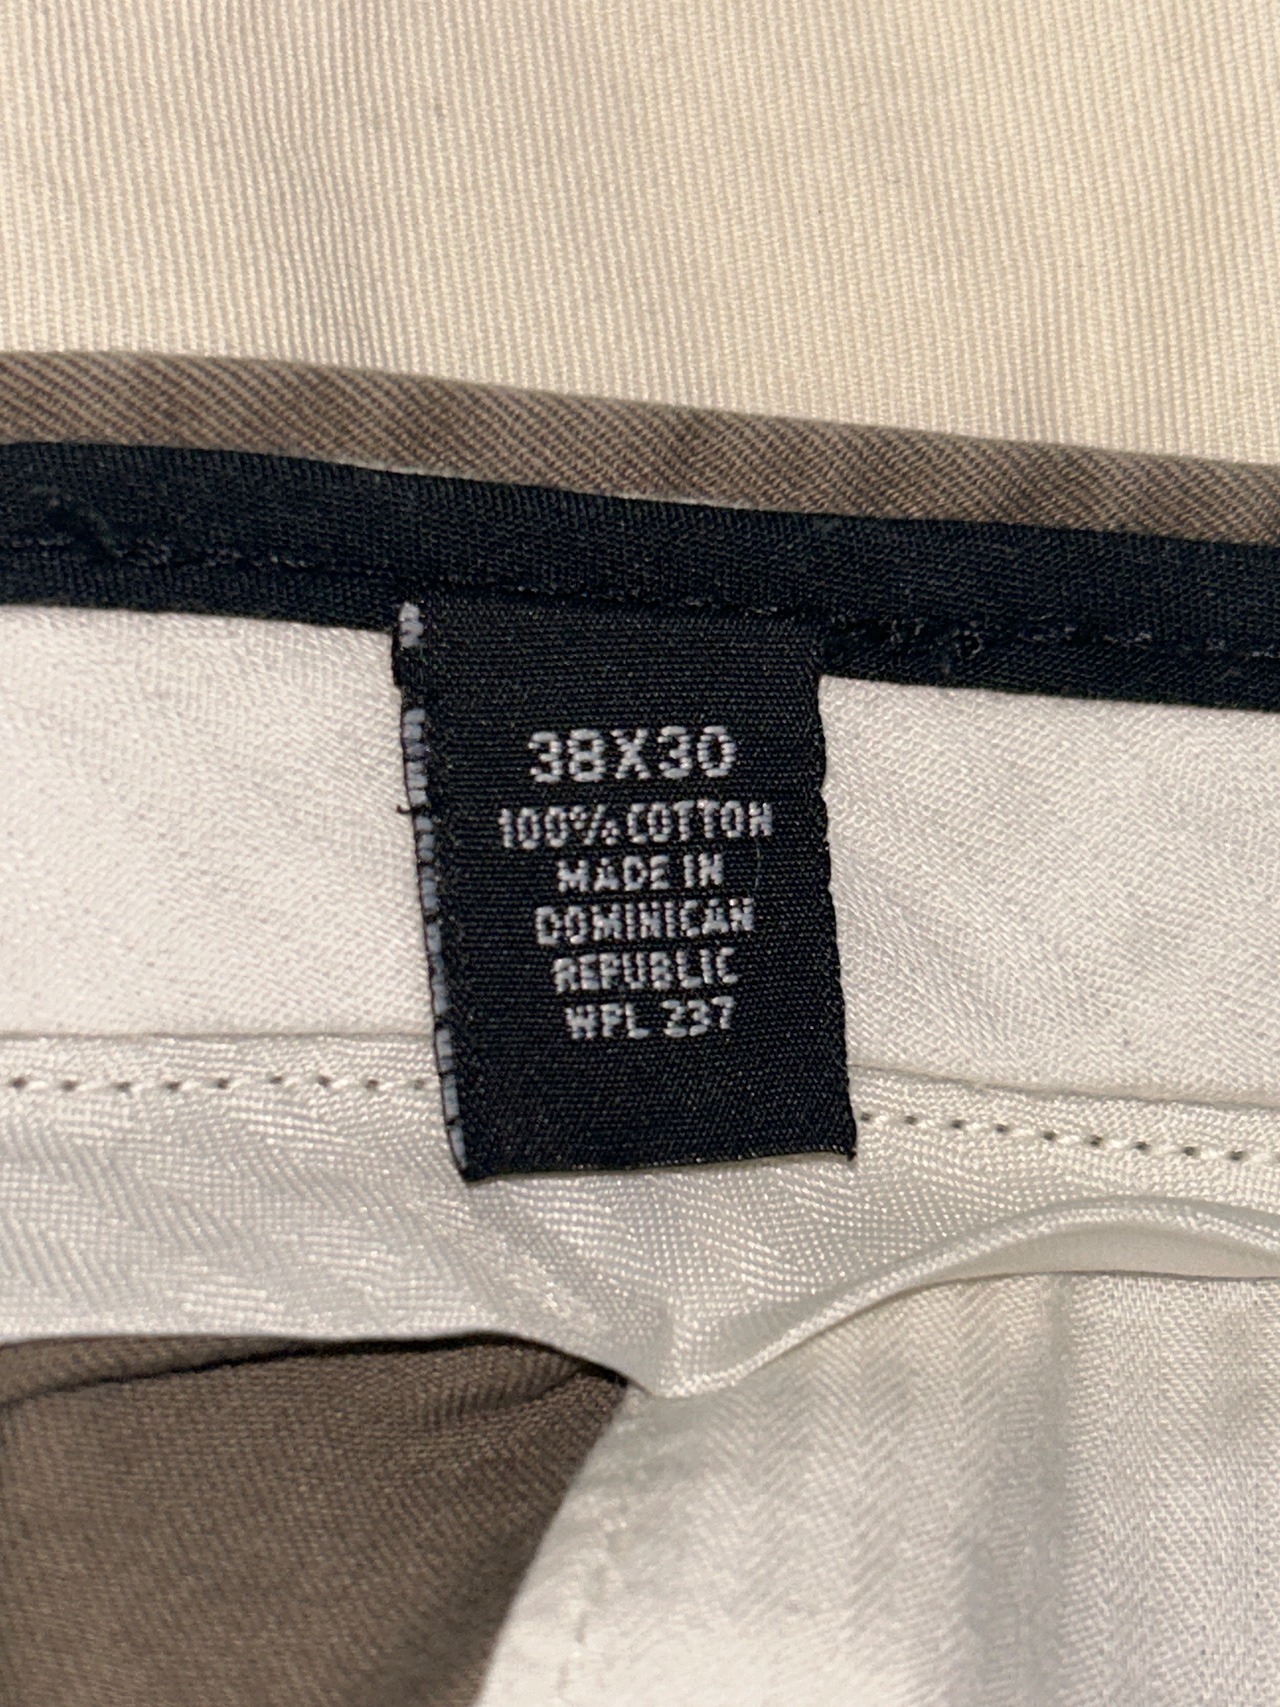 38X30
100% COTTON
MADE IN
DOMINICAN
REPUBLIC
WPL 237